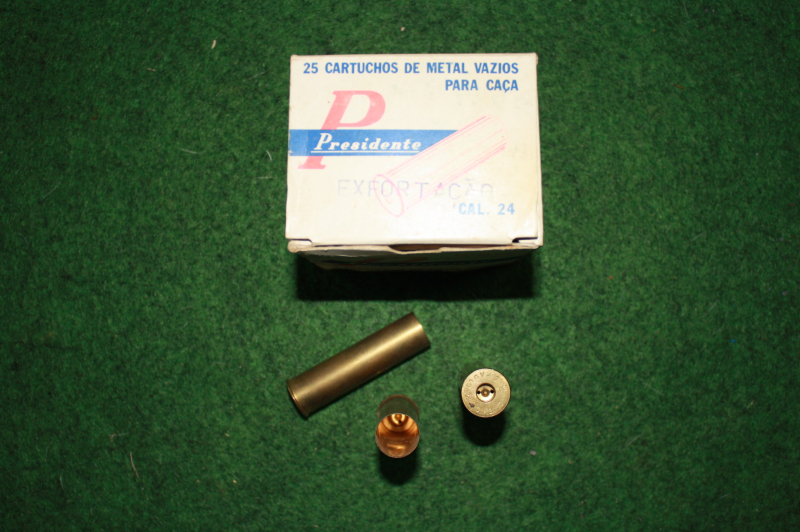 25 CARTUCHOS DE METAL VAZIOS
PARA CAÇA
P
Presidente
EXPORTAÇÃO
CAL. 24